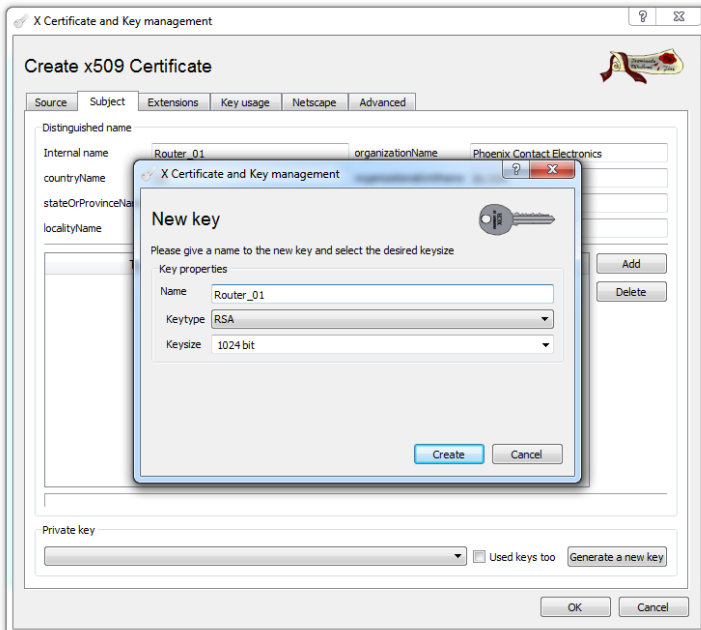 X Certificate and Key management
Create x509 Certificate
Source Subject Extensions Key usage Netscape Advanced
Distinguished name
Internal name Router_01 organizationName Phoenix Contact Electronics
countryName
stateOrProvinceNa
localityName
X Certificate and Key management
New key
Please give a name to the new key and select the desired keysize
Key properties
Name Router_01
Keytype RSA
Keysize 1024 bit
Create Cancel
Add
Delete
Private key
Used keys too Generate a new key
OK Cancel